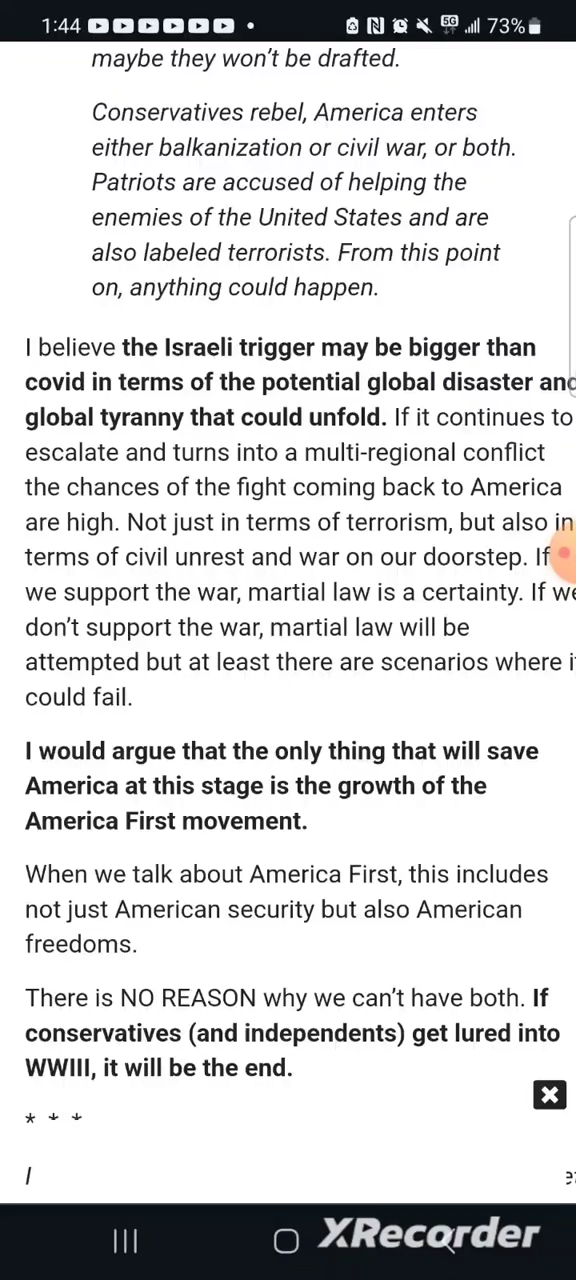 1:44
5G
73%
maybe they won't be drafted.
Conservatives rebel, America enters
either balkanization or civil war, or both.
Patriots are accused of helping the
enemies of the United States and are
also labeled terrorists. From this point
on, anything could happen.
I believe the Israeli trigger may be bigger than
covid in terms of the potential global disaster and
global tyranny that could unfold. If it continues to
escalate and turns into a multi-regional conflict
the chances of the fight coming back to America
are high. Not just in terms of terrorism, but also in
terms of civil unrest and war on our doorstep. If
we support the war, martial law is a certainty. If we
don't support the war, martial law will be
attempted but at least there are scenarios where it
could fail.
I would argue that the only thing that will save
America at this stage is the growth of the
America First movement.
When we talk about America First, this includes
not just American security but also American
freedoms.
There is NO REASON why we can't have both. If
conservatives (and independents) get lured into
WWIII, it will be the end.
* * *
XRecorder